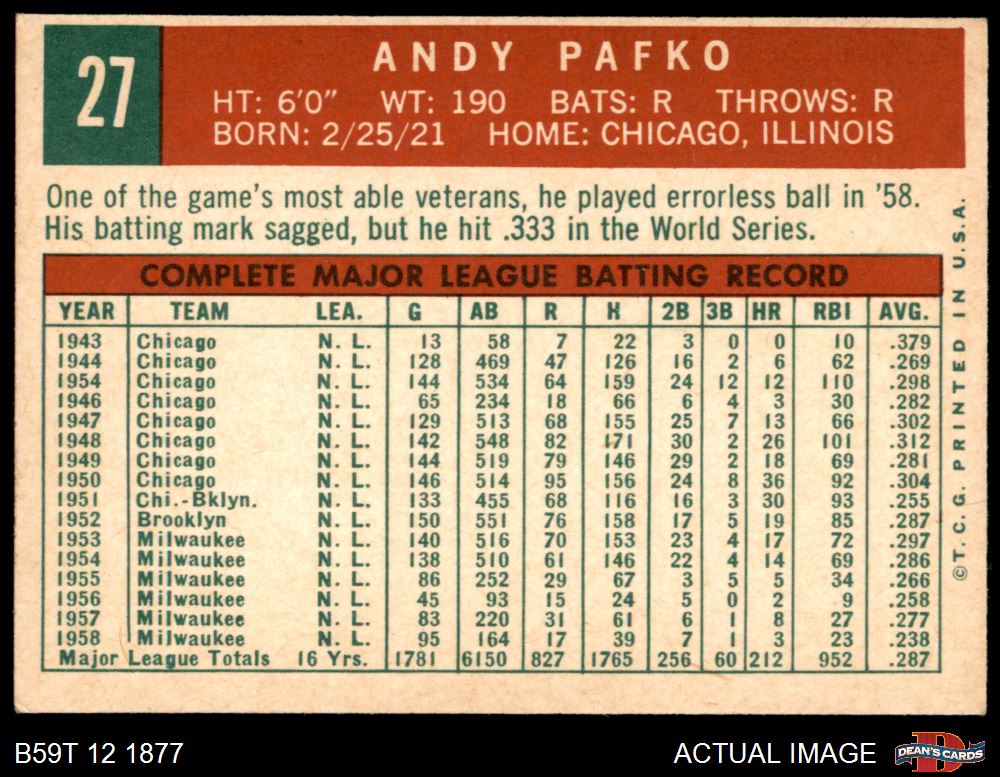 27
ANDY PAFKO
HT: 6'0" WT: 190 BATS: R THROWS: R
BORN: 2/25/21 HOME: CHICAGO, ILLINOIS
One of the game's most able veterans, he played errorless ball in '58.
His batting mark sagged, but he hit .333 in the World Series.
COMPLETE MAJOR LEAGUE BATTING RECORD
YEAR TEAM LEA. G AB R H 2B 3B HR RBI AVG.
1943 Chicago N. L. 13 58 7 22 3 0 0 10 .379
1944 Chicago N. L. 128 469 47 126 16 2 6 62 .269
1954 Chicago N. L. 144 534 64 159 24 12 12 110 .298
1946 Chicago N. L. 65 234 18 66 6 4 3 30 .282
1947 Chicago N. L. 129 513 68 155 25 7 13 66 .302
1948 Chicago N. L. 142 548 82 171 30 2 26 101 .312
1949 Chicago N. L. 144 519 79 146 29 2 18 69 .281
1950 Chicago N. L. 146 514 95 156 24 8 36 92 .304
1951 Chi.-Bklyn. N. L. 133 455 68 116 16 3 30 93 .255
1952 Brooklyn N. L. 150 551 76 158 17 5 19 85 .287
1953 Milwaukee N. L. 140 516 70 153 23 4 17 72 .297
1954 Milwaukee N. L. 138 510 61 146 22 4 14 69 .286
1955 Milwaukee N. L. 86 252 29 67 3 5 5 34 .266
1956 Milwaukee N. L. 45 93 15 24 5 0 2 9 .258
1957 Milwaukee N. L. 83 220 31 61 6 1 8 27 .277
1958 Milwaukee N. L. 95 164 17 39 7 1 3 23 .238
Major League Totals 16 Yrs. 1781 6150 827 1765 256 60 212 952 .287
©T. C. G. PRINTED IN U.S.A.
B59T 12 1877
ACTUAL IMAGE
D
DEAN'S CARDS